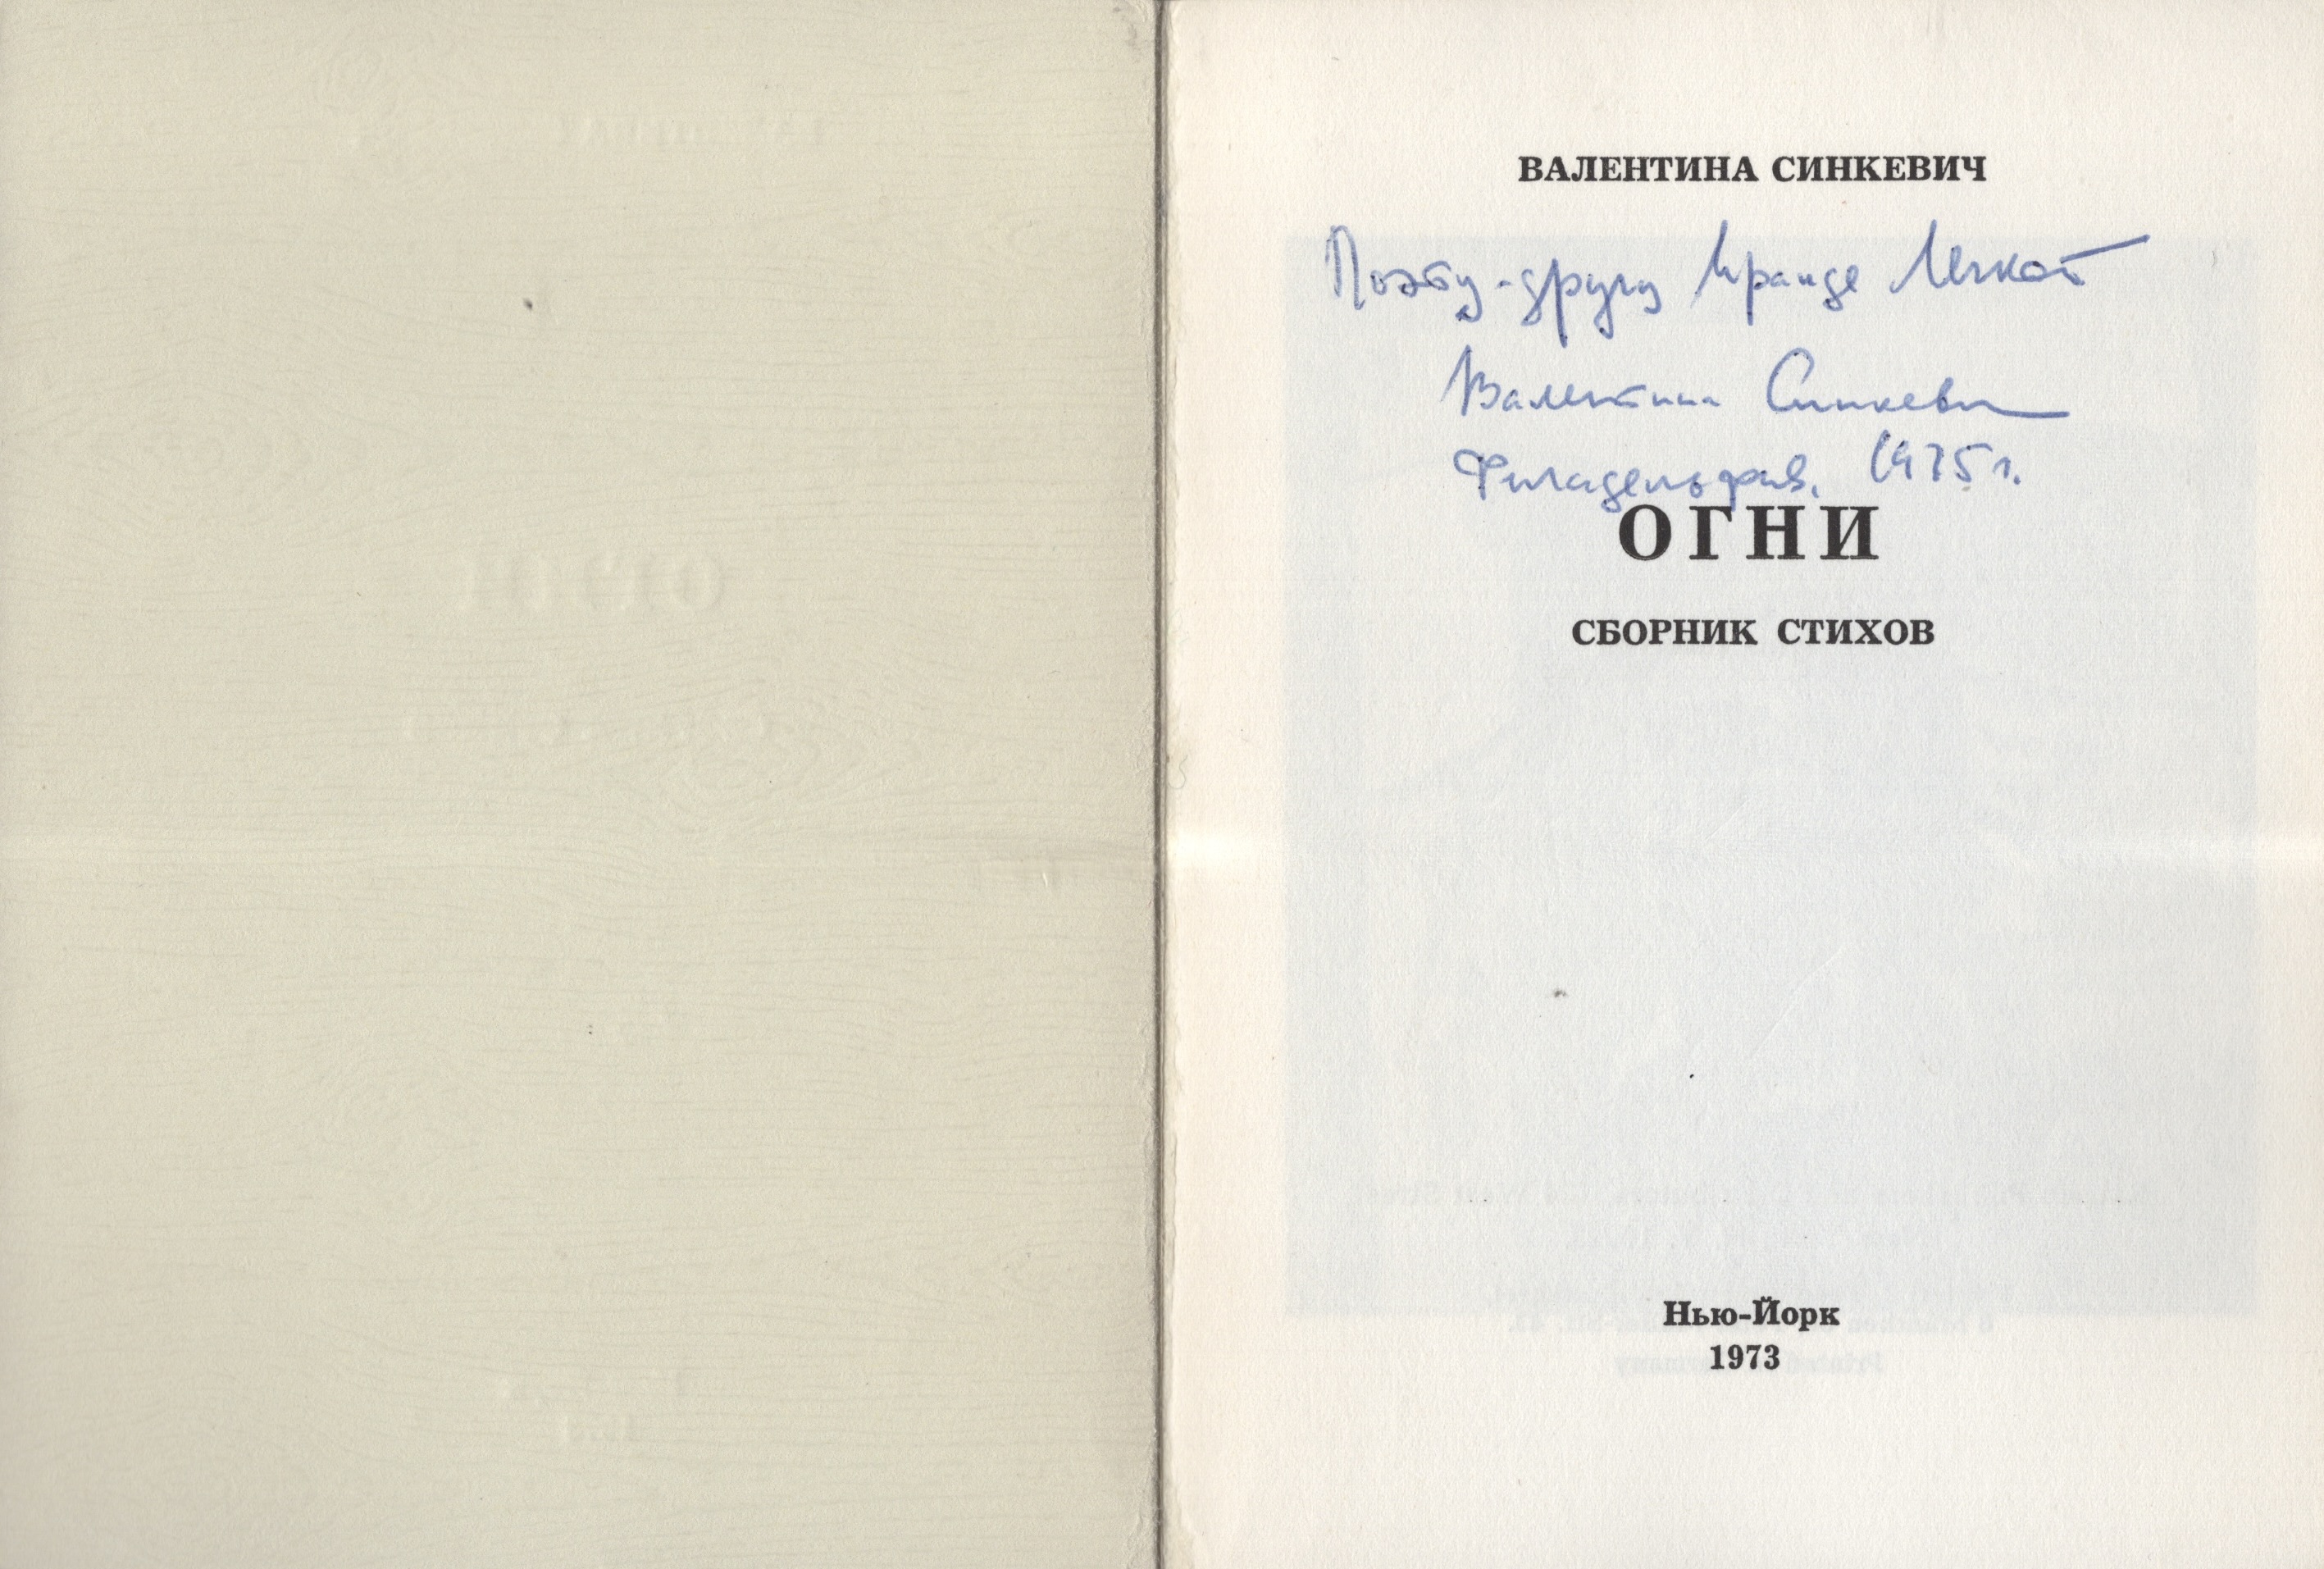 ВАЛЕНТИНА СИНКЕВИЧ
Поэту-другу Ираиде Легкой
Валентина Синкевич
Филадельфия, 1975 г.
ОГНИ
СБОРНИК СТИХОВ
Нью-Йорк
1973